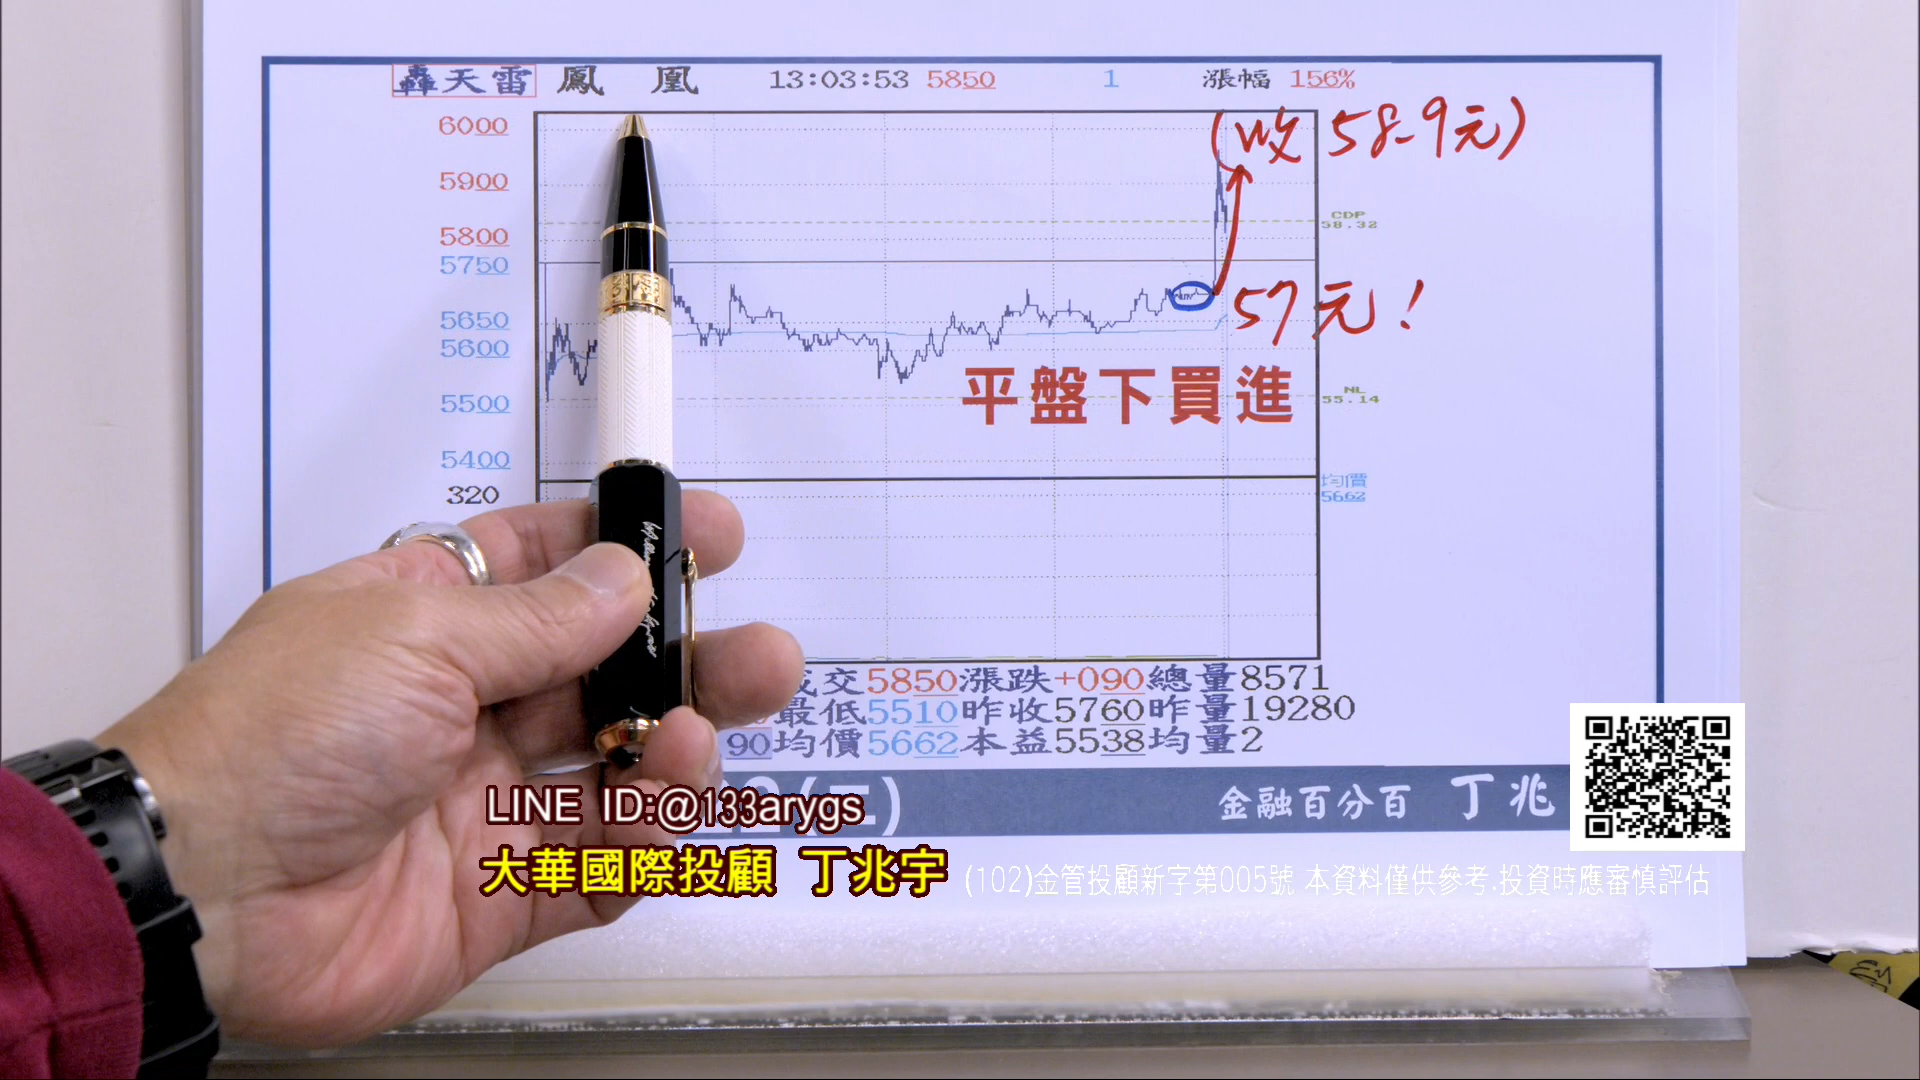 轟天雷 鳳 凰 13:03:53 5850 1 漲幅 156%
6000
5900
5800
5750
5650
5600
5500
5400
320
(收 58.9元)
CDP
58.32
57元!
平盤下買進
NL
55.14
均價
5662
成交5850漲跌+090總量8571
最低5510昨收5760昨量19280
90均價5662本益5538均量2
(二)
金融百分百 丁兆
LINE ID:@133arygs
大華國際投顧 丁兆宇
(102)金管投顧新字第005號 本資料僅供參考.投資時應審慎評估